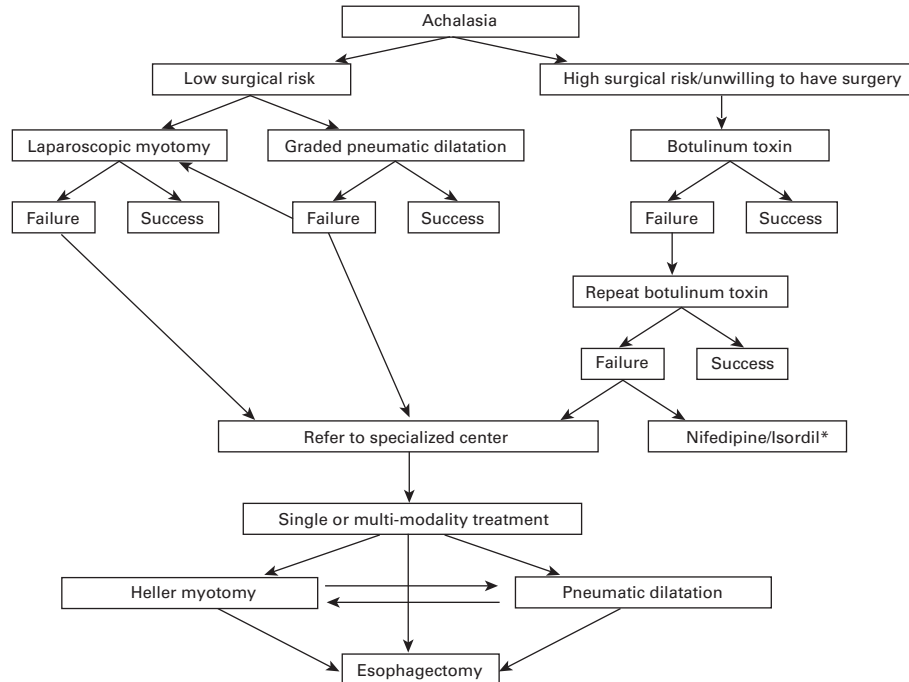 Achalasia
Low surgical risk
High surgical risk/unwilling to have surgery
Laparoscopic myotomy
Graded pneumatic dilatation
Botulinum toxin
Failure
Success
Failure
Success
Failure
Success
Repeat botulinum toxin
Failure
Success
Refer to specialized center
Nifedipine/Isordil*
Single or multi-modality treatment
Heller myotomy
Pneumatic dilatation
Esophagectomy